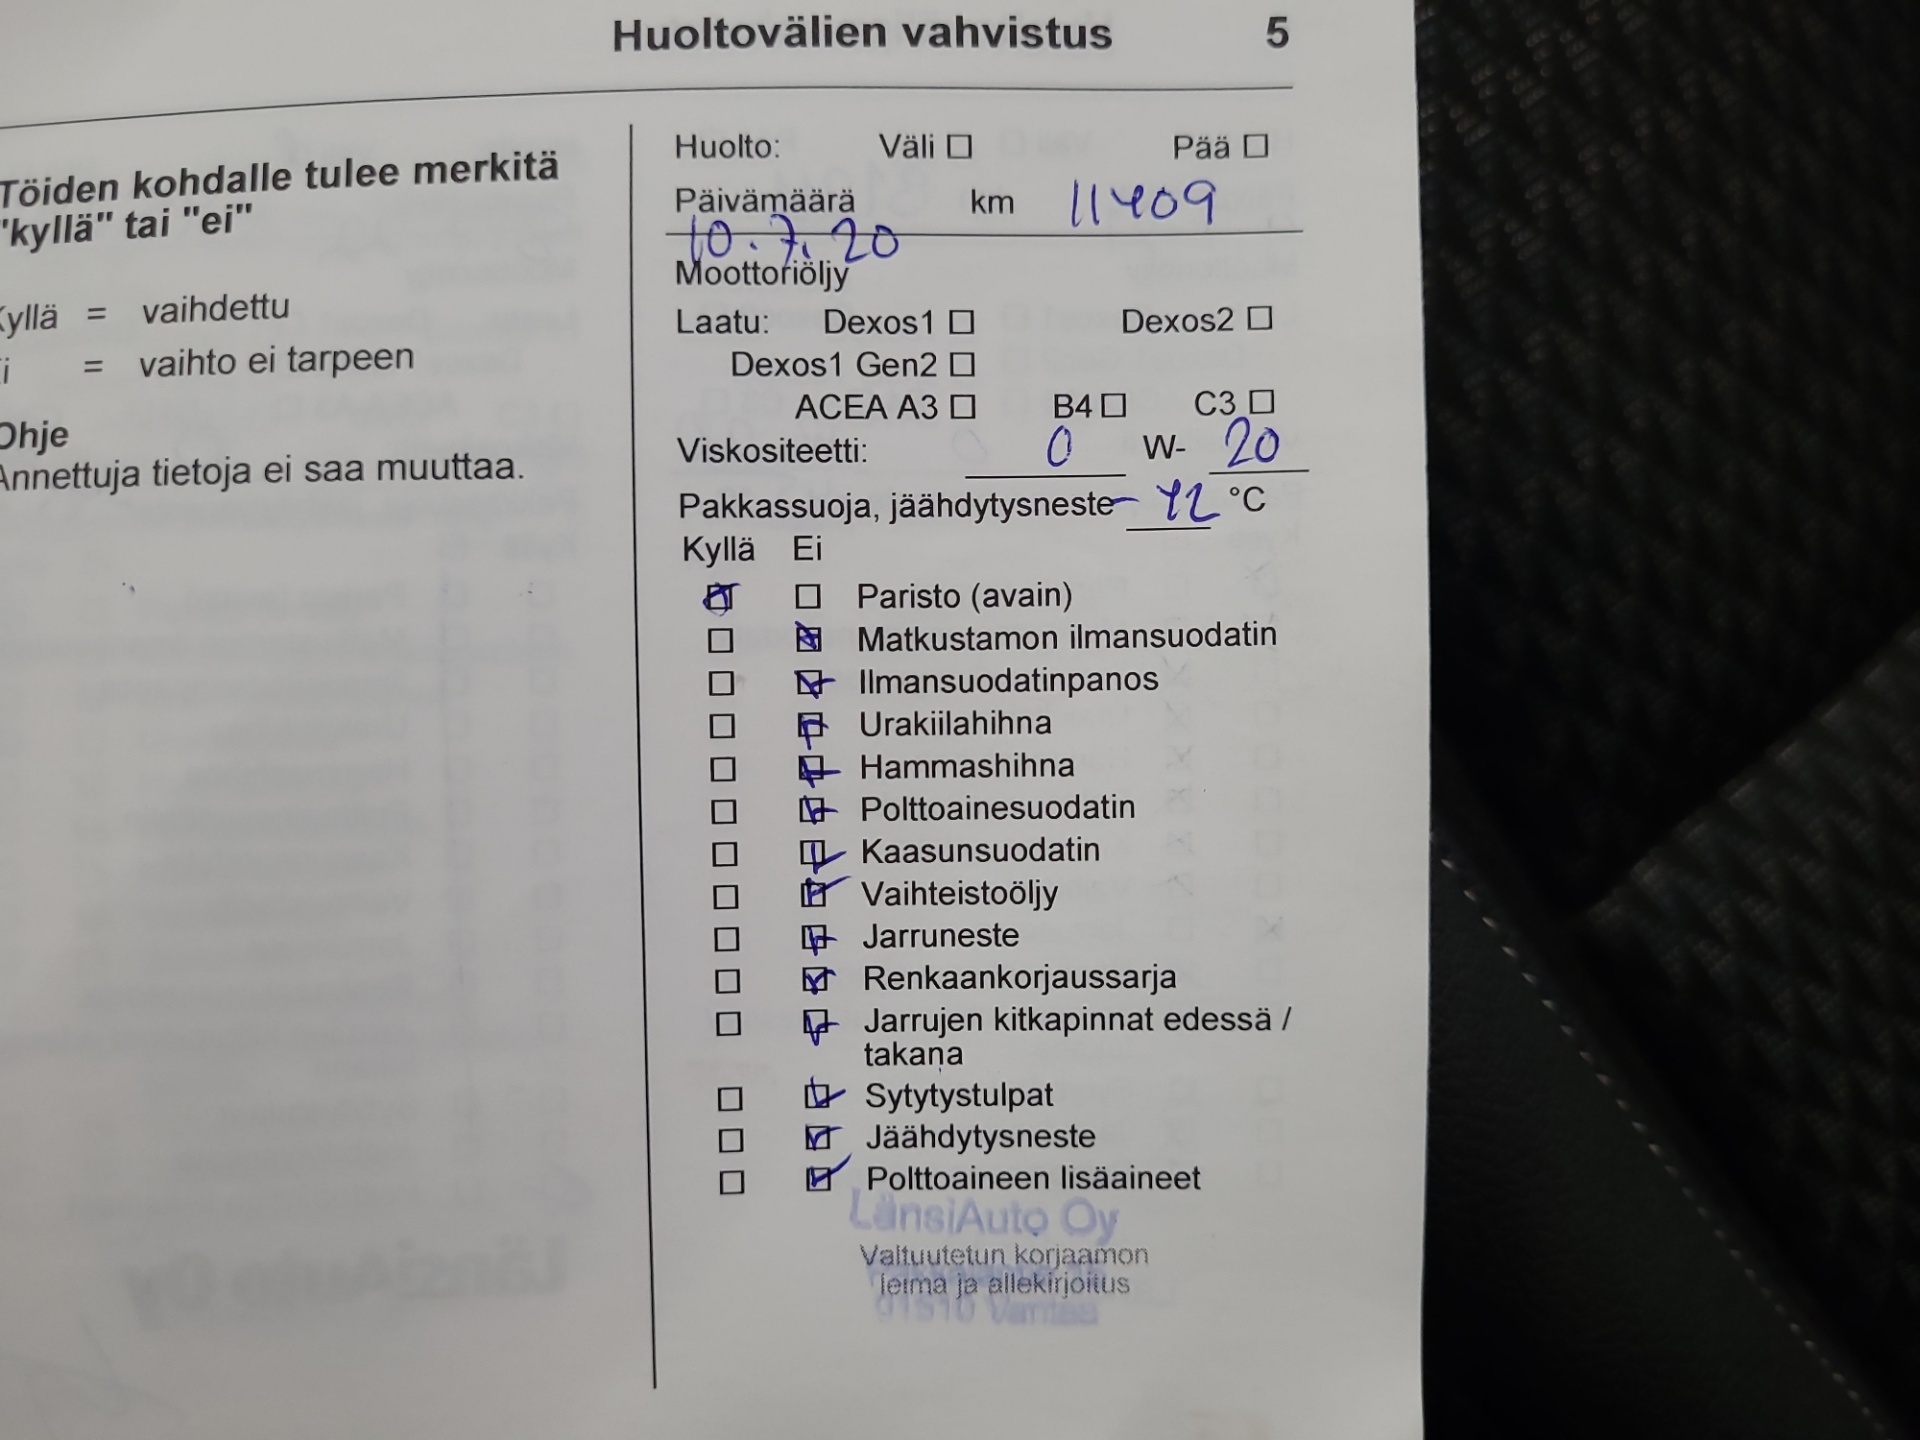 Huoltovälien vahvistus 5
Töiden kohdalle tulee merkitä
"kyllä" tai "ei"
Kyllä = vaihdettu
Ei = vaihto ei tarpeen
Ohje
Annettuja tietoja ei saa muuttaa.
Huolto: Väli ☐ Pää ☐
Päivämäärä km 11409
10.7.20
Moottoriöljy
Laatu: Dexos1 ☐ Dexos2 ☐
Dexos1 Gen2 ☐
ACEA A3 ☐ B4 ☐ C3 ☐
Viskositeetti: 0 W- 20
Pakkassuoja, jäähdytysneste -42 °C
Kyllä Ei
☑ ☐ Paristo (avain)
☐ ☑ Matkustamon ilmansuodatin
☐ ☑ Ilmansuodatinpanos
☐ ☑ Urakiilahihna
☐ ☑ Hammashihna
☐ ☑ Polttoainesuodatin
☐ ☑ Kaasunsuodatin
☐ ☑ Vaihteistoöljy
☐ ☑ Jarruneste
☐ ☑ Renkaankorjaussarja
☐ ☑ Jarrujen kitkapinnat edessä /
takana
☐ ☑ Sytytystulpat
☐ ☑ Jäähdytysneste
☐ ☑ Polttoaineen lisäaineet
LänsiAuto Oy
Valtuutetun korjaamon
leima ja allekirjoitus
01510 Vantaa